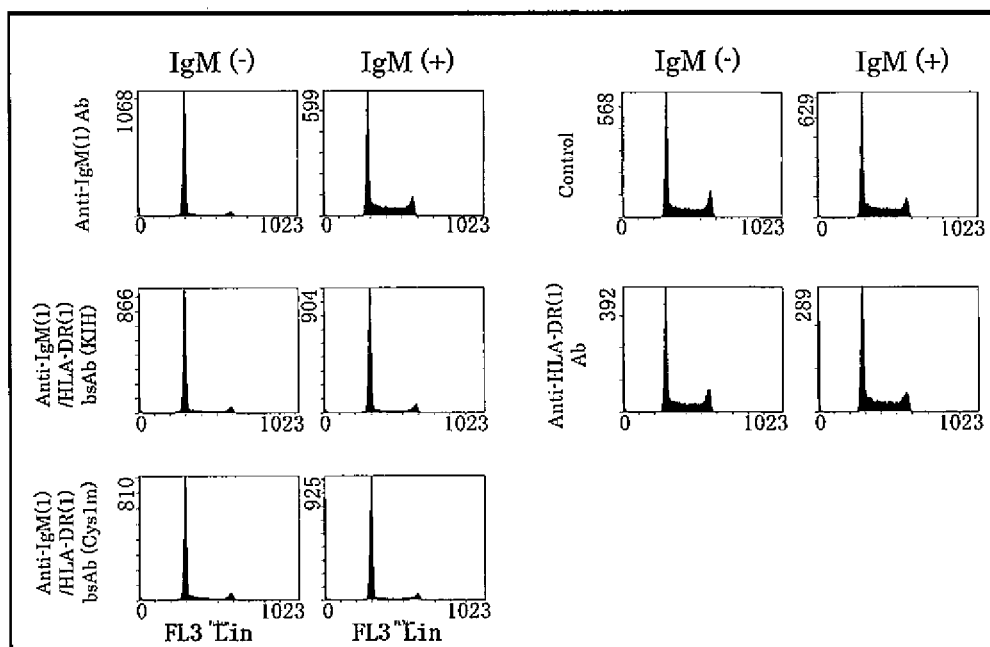 IgM (-)
IgM (+)
IgM (-)
IgM (+)
Anti-IgM(1) Ab
1068
0
1023
599
0
1023
Control
568
0
1023
629
0
1023
Anti-IgM(1)
/HLA-DR(1)
bsAb (KIH)
866
0
1023
904
0
1023
Anti-HLA-DR(1)
Ab
392
0
1023
289
0
1023
Anti-IgM(1)
/HLA-DR(1)
bsAb (Cys1m)
810
0
1023
925
0
1023
FL3 Lin
FL3 Lin